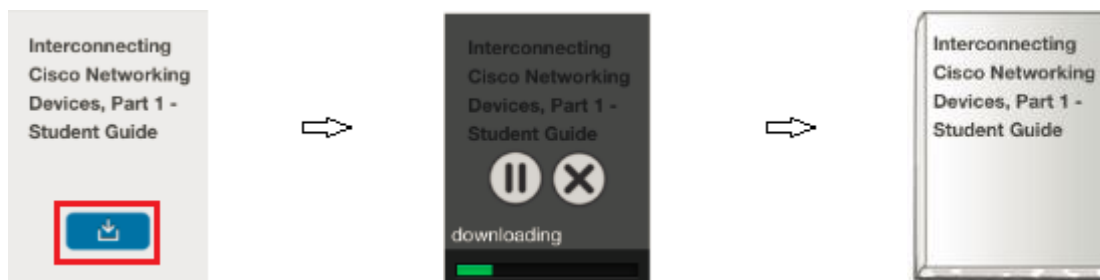 Interconnecting
Cisco Networking
Devices, Part 1 -
Student Guide
Interconnecting
Cisco Networking
Devices, Part 1 -
Student Guide
downloading
Interconnecting
Cisco Networking
Devices, Part 1 -
Student Guide